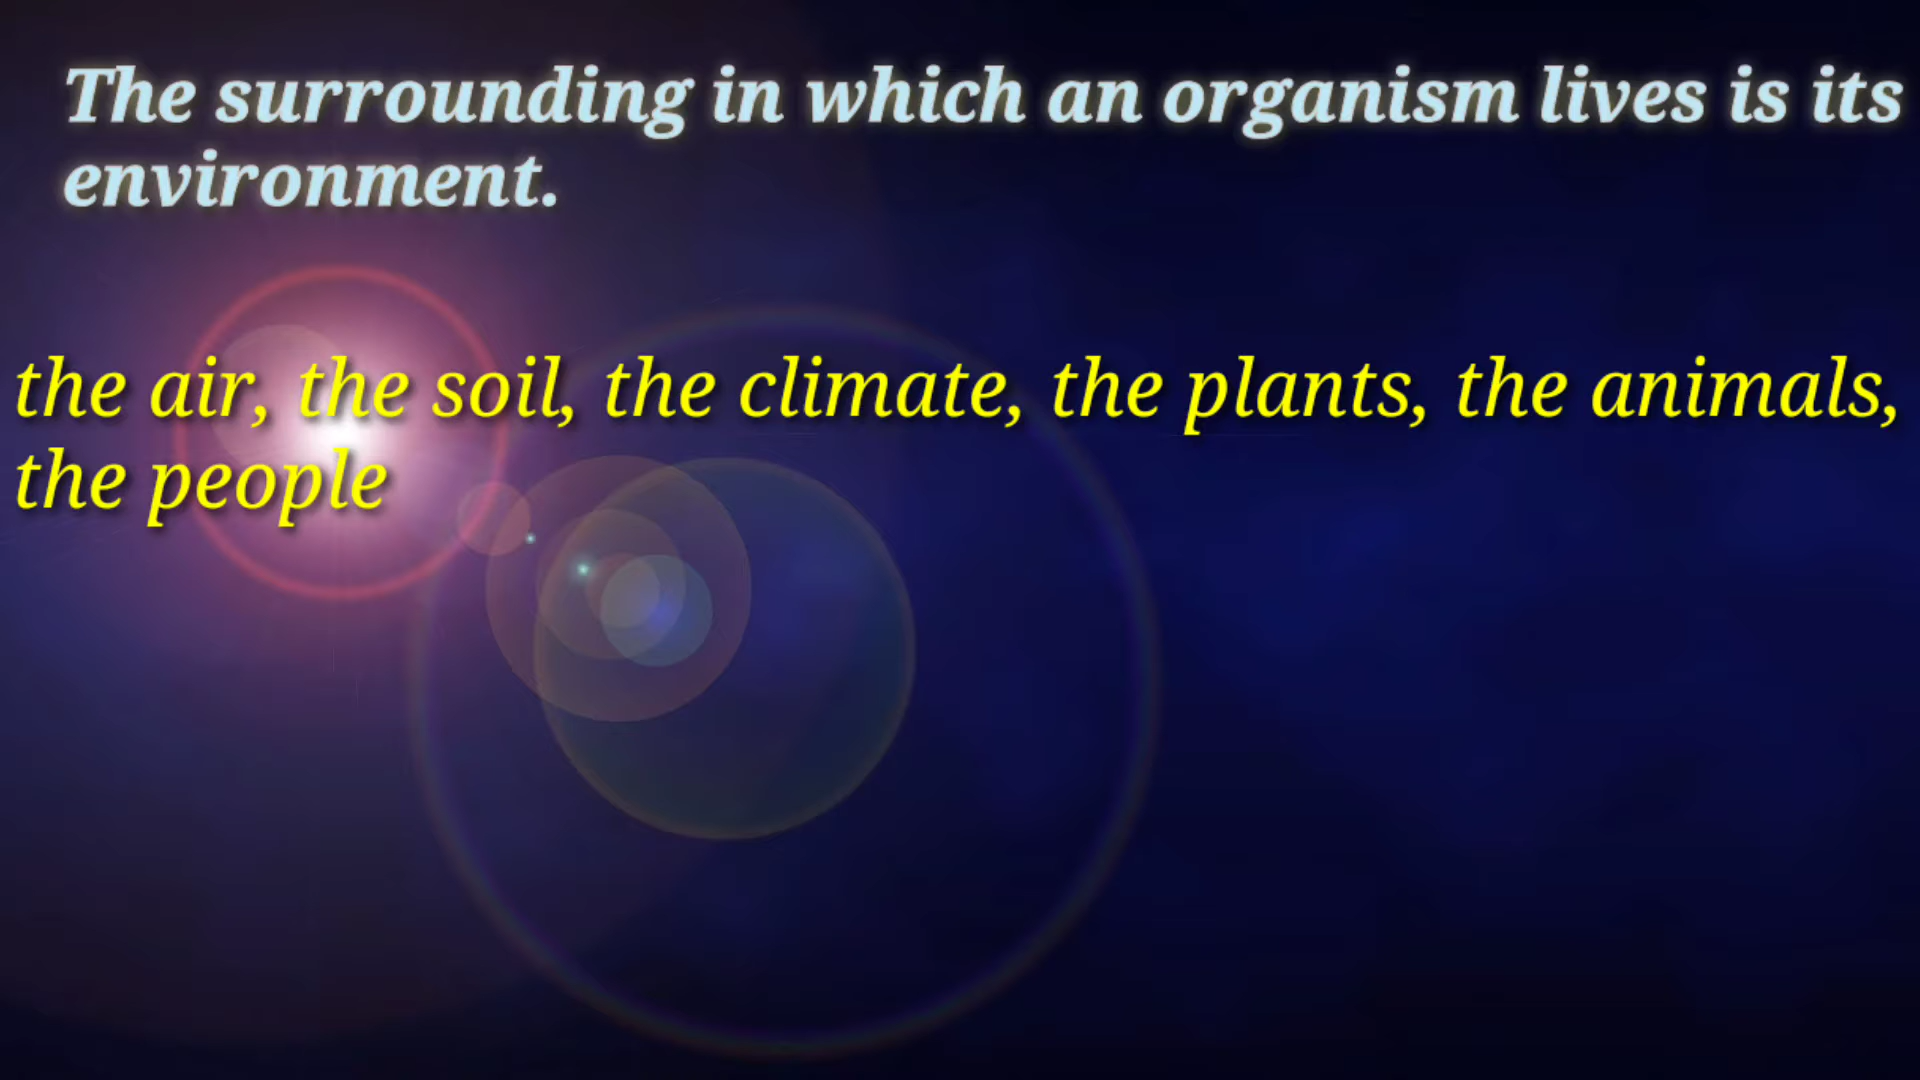 The surrounding in which an organism lives is its
environment.
the air, the soil, the climate, the plants, the animals,
the people